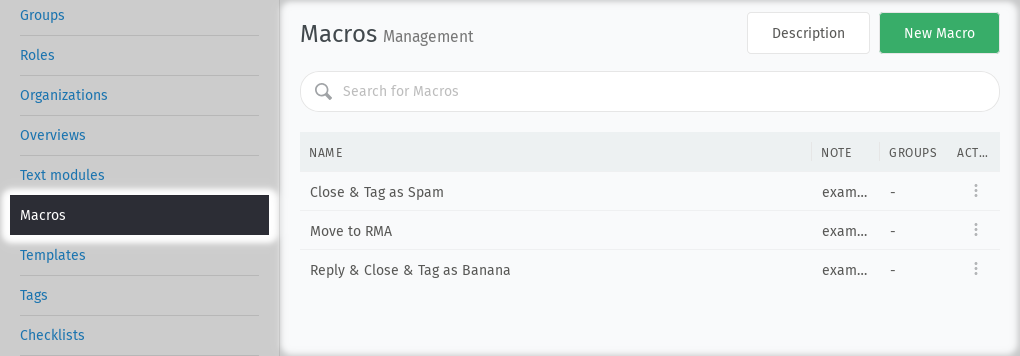 Groups
Roles
Organizations
Overviews
Text modules
Macros
Templates
Tags
Checklists
Macros Management
Description
New Macro
Search for Macros
NAME NOTE GROUPS ACT...
Close & Tag as Spam exam... -
Move to RMA exam... -
Reply & Close & Tag as Banana exam... -